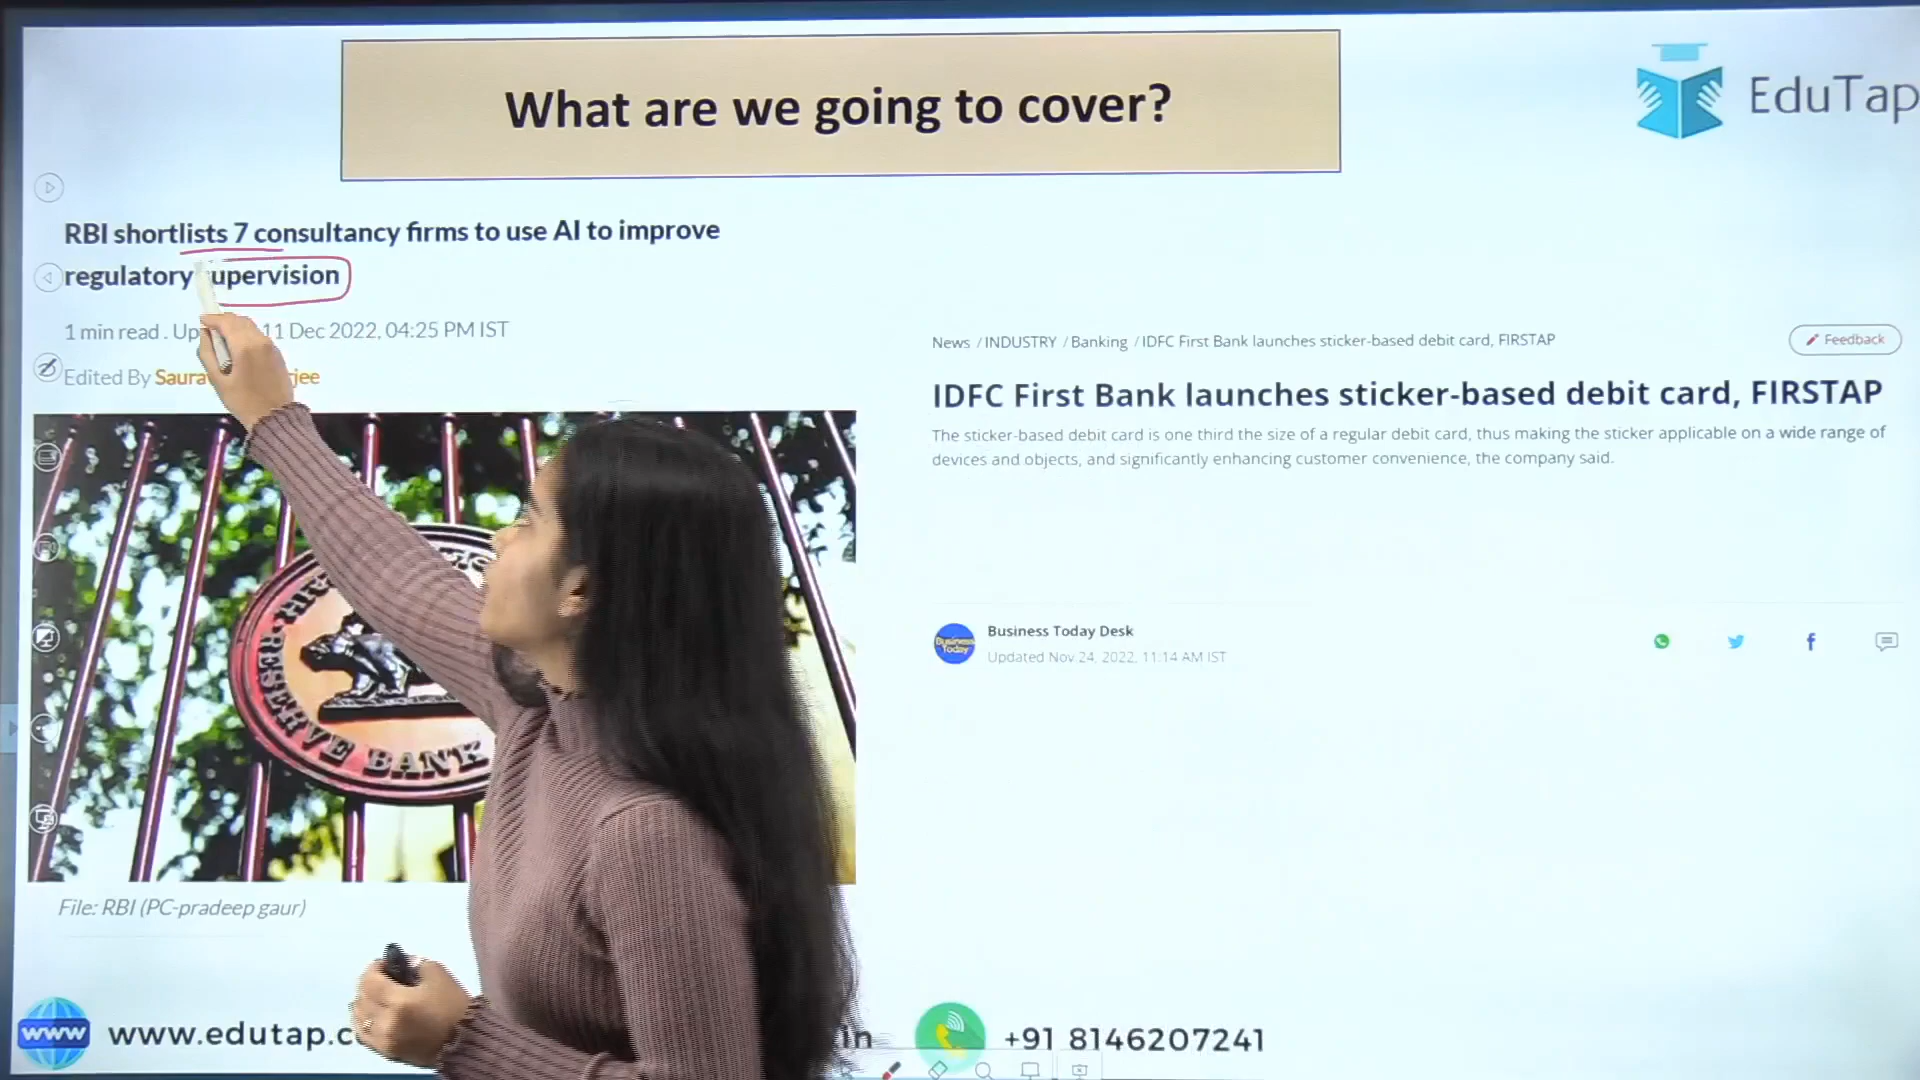 What are we going to cover?
EduTap
RBI shortlists 7 consultancy firms to use AI to improve
regulatory supervision
1 min read . 11 Dec 2022, 04:25 PM IST
Edited By
News / INDUSTRY / Banking / IDFC First Bank launches sticker-based debit card, FIRSTAP
Feedback
IDFC First Bank launches sticker-based debit card, FIRSTAP
The sticker-based debit card is one third the size of a regular debit card, thus making the sticker applicable on a wide range of
devices and objects, and significantly enhancing customer convenience, the company said.
RESERVE BANK
Business Today
Business Today Desk
Updated Nov 24, 2022, 11:14 AM IST
File: RBI (PC-pradeep gaur)
www
www.edutap.
in
+91 8146207241